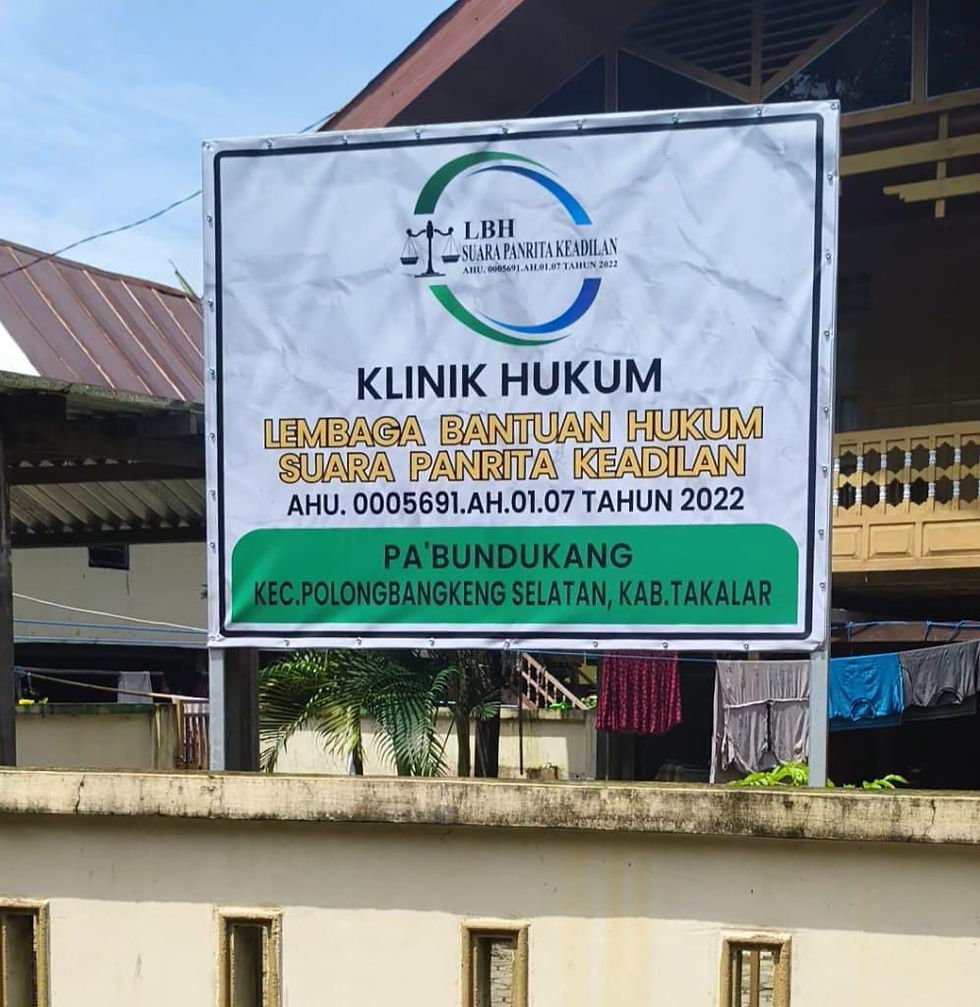 LBH
SUARA PANRITA KEADILAN
AHU. 0005691.AH.01.07 TAHUN 2022
KLINIK HUKUM
LEMBAGA BANTUAN HUKUM
SUARA PANRITA KEADILAN
AHU. 0005691.AH.01.07 TAHUN 2022
PA'BUNDUKANG
KEC.POLONGBANGKENG SELATAN, KAB.TAKALAR